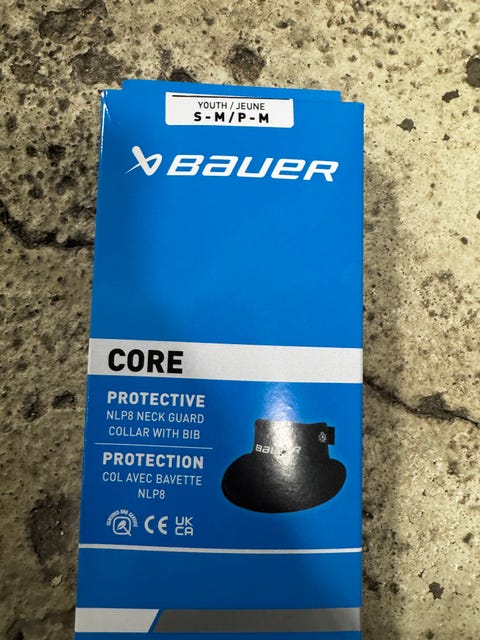 YOUTH / JEUNE
S-M/P-M
BAUER
CORE
PROTECTIVE
NLP8 NECK GUARD
COLLAR WITH BIB
PROTECTION
COL AVEC BAVETTE
NLP8
BAUER
CE UK
CA